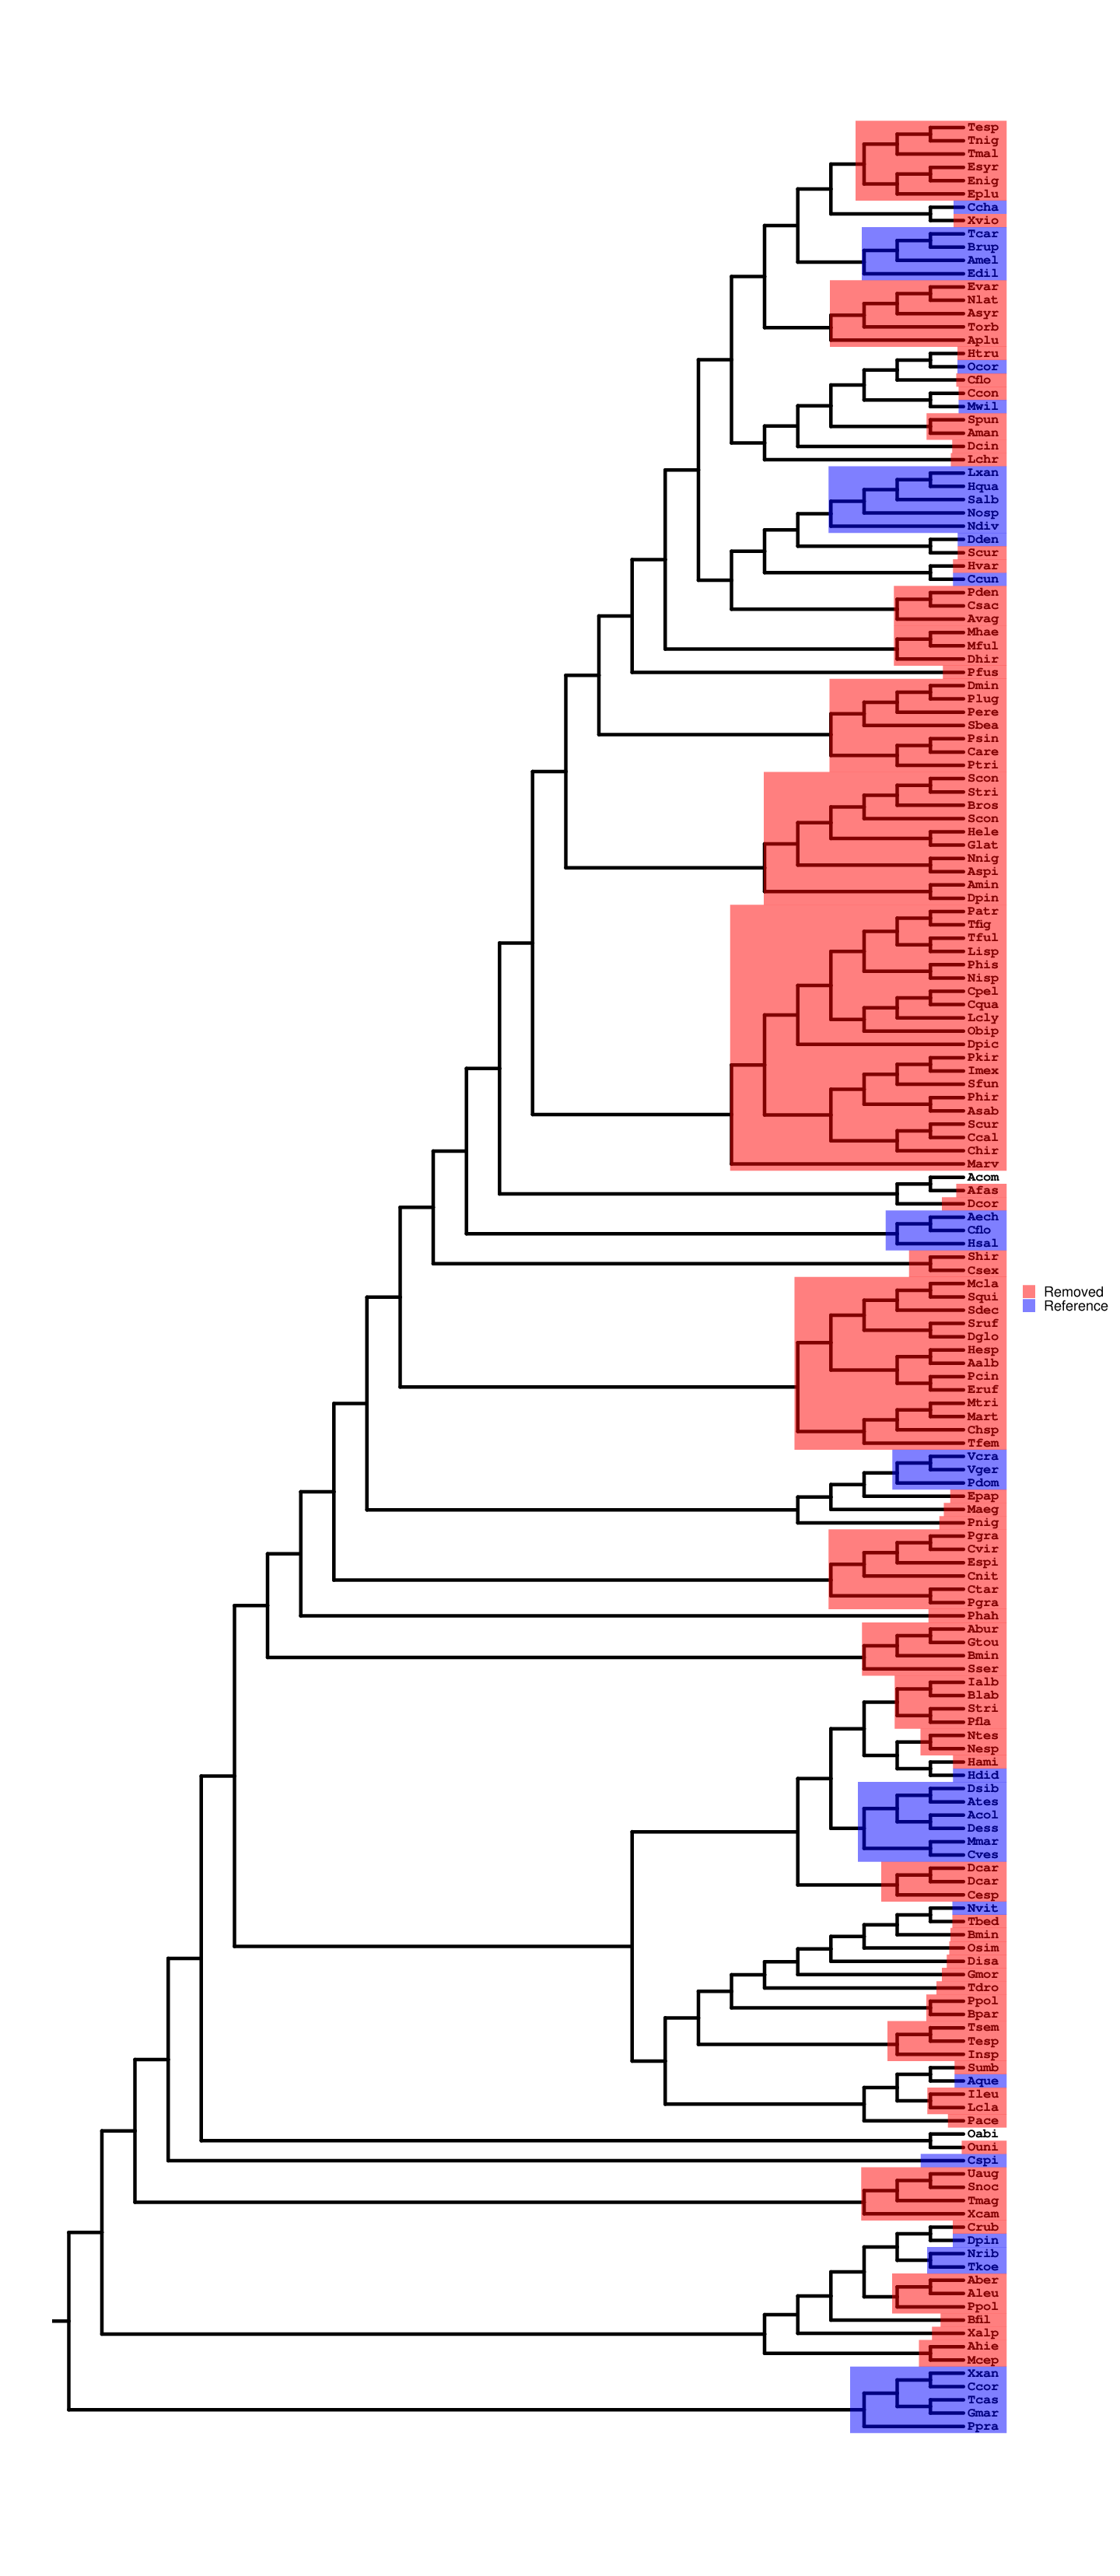 Tesp
Tnig
Tmal
Esyr
Enig
Eplu
Ccha
Xvio
Tcar
Brup
Amel
Edil
Evar
Nlat
Asyr
Torb
Aplu
Htru
Ocor
Cflo
Ccon
Mwil
Spun
Aman
Dcin
Lchr
Lxan
Hqua
Salb
Nosp
Ndiv
Dden
Scur
Hvar
Ccun
Pden
Csac
Avag
Mhae
Mful
Dhir
Pfus
Dmin
Plug
Pere
Sbea
Psin
Care
Ptri
Scon
Stri
Bros
Scon
Hele
Glat
Nnig
Aspi
Amin
Dpin
Patr
Tfig
Tful
Lisp
Phis
Nisp
Cpel
Cqua
Lcly
Obip
Dpic
Pkir
Imex
Sfun
Phir
Asab
Scur
Ccal
Chir
Marv
Acom
Afas
Dcor
Aech
Cflo
Hsal
Shir
Csex
Mcla
Squi
Sdec
Sruf
Dglo
Hesp
Aalb
Pcin
Eruf
Mtri
Mart
Chsp
Tfem
Vcra
Vger
Pdom
Epap
Maeg
Pnig
Pgra
Cvir
Espi
Cnit
Ctar
Pgra
Phah
Abur
Gtou
Bmin
Sser
Ialb
Blab
Stri
Pfla
Ntes
Nesp
Hami
Hdid
Dsib
Ates
Acol
Dess
Mmar
Cves
Dcar
Dcar
Cesp
Nvit
Tbed
Bmin
Osim
Disa
Gmor
Tdro
Ppol
Bpar
Tsem
Tesp
Insp
Sumb
Aque
Ileu
Lcla
Pace
Oabi
Ouni
Cspi
Uaug
Snoc
Tmag
Xcam
Crub
Dpin
Nrib
Tkoe
Aber
Aleu
Ppol
Bfil
Xalp
Ahie
Mcep
Xxan
Ccor
Tcas
Gmar
Ppra
Removed
Reference